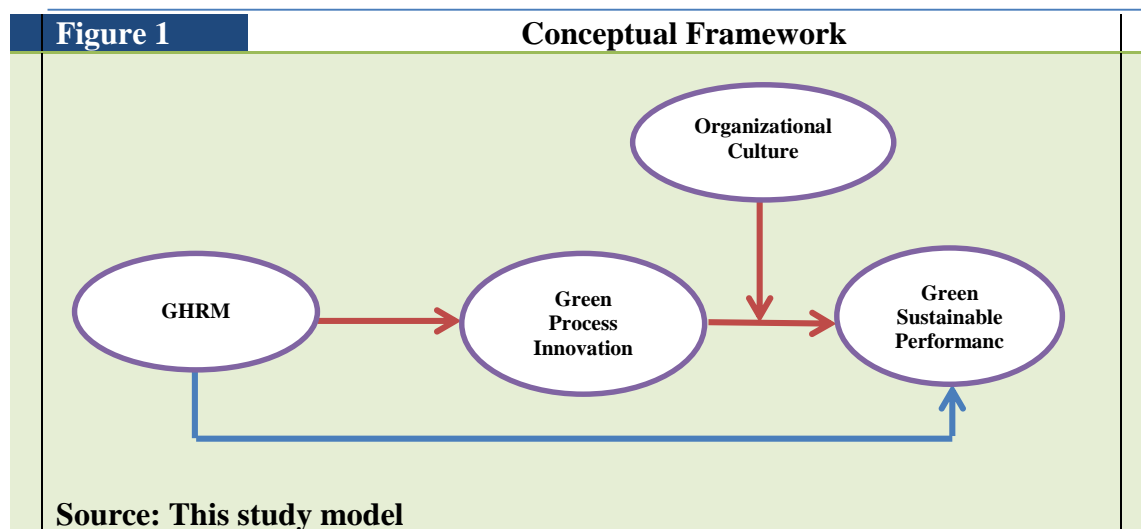 Figure 1
Conceptual Framework
Organizational
Culture
GHRM
Green
Process
Innovation
Green
Sustainable
Performanc
Source: This study model